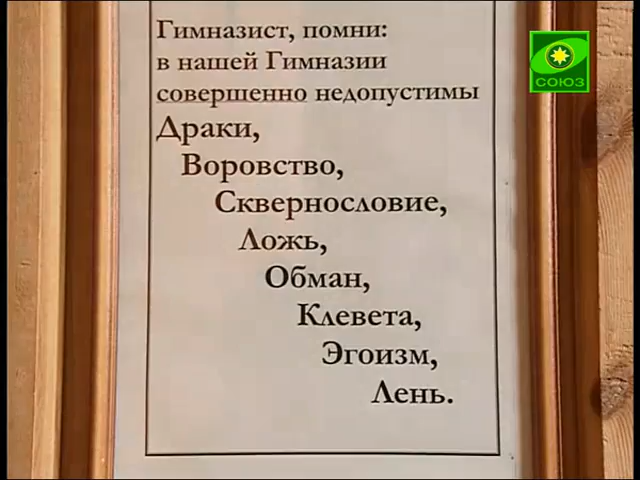 Гимназист, помни:
в нашей Гимназии
совершенно недопустимы
Драки,
Воровство,
Сквернословие,
Ложь,
Обман,
Клевета,
Эгоизм,
Лень.
СОЮЗ